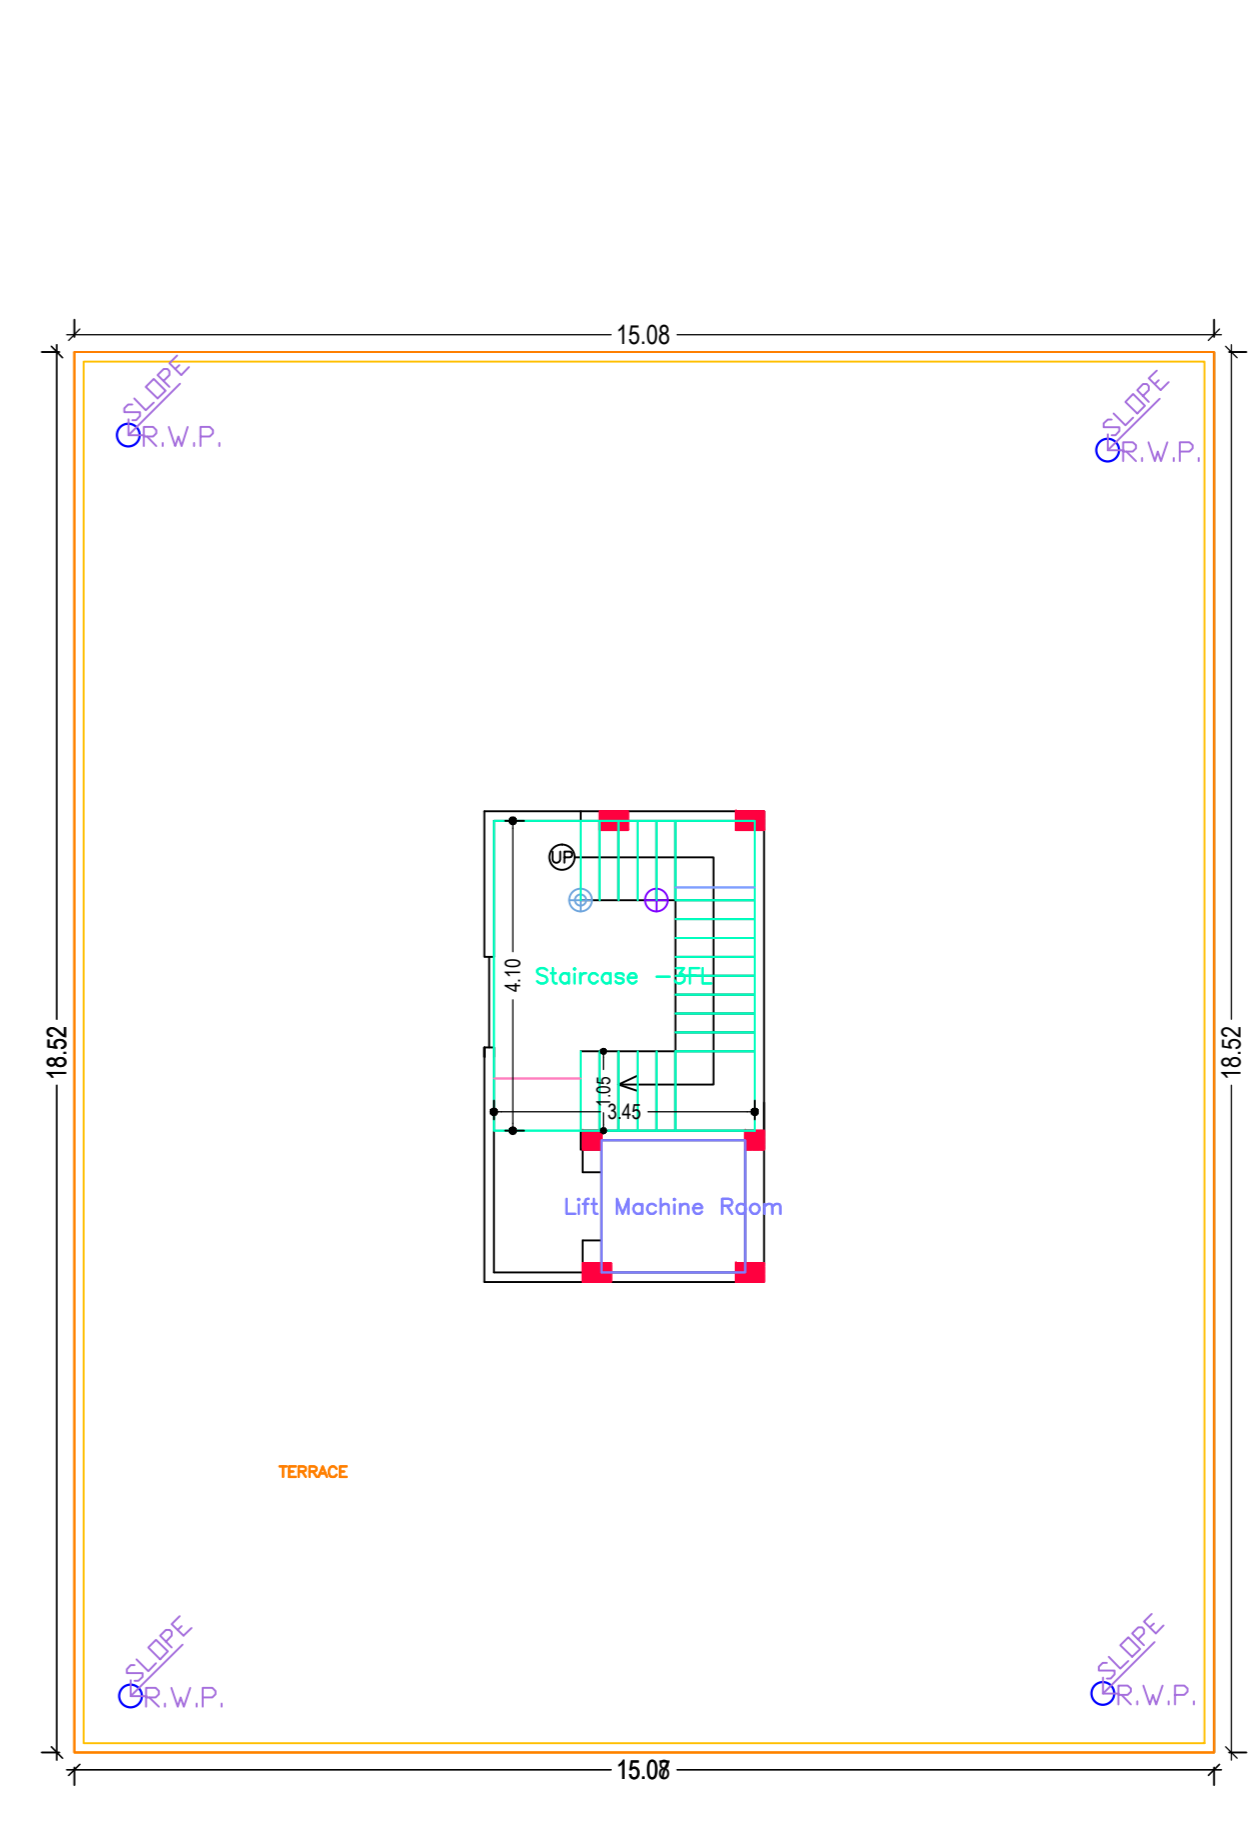 15.08
SLOPE
R.W.P.
SLOPE
R.W.P.
UP
4.10
Staircase -3FL
18.52
18.52
1.05
3.45
Lift Machine Room
TERRACE
SLOPE
R.W.P.
SLOPE
R.W.P.